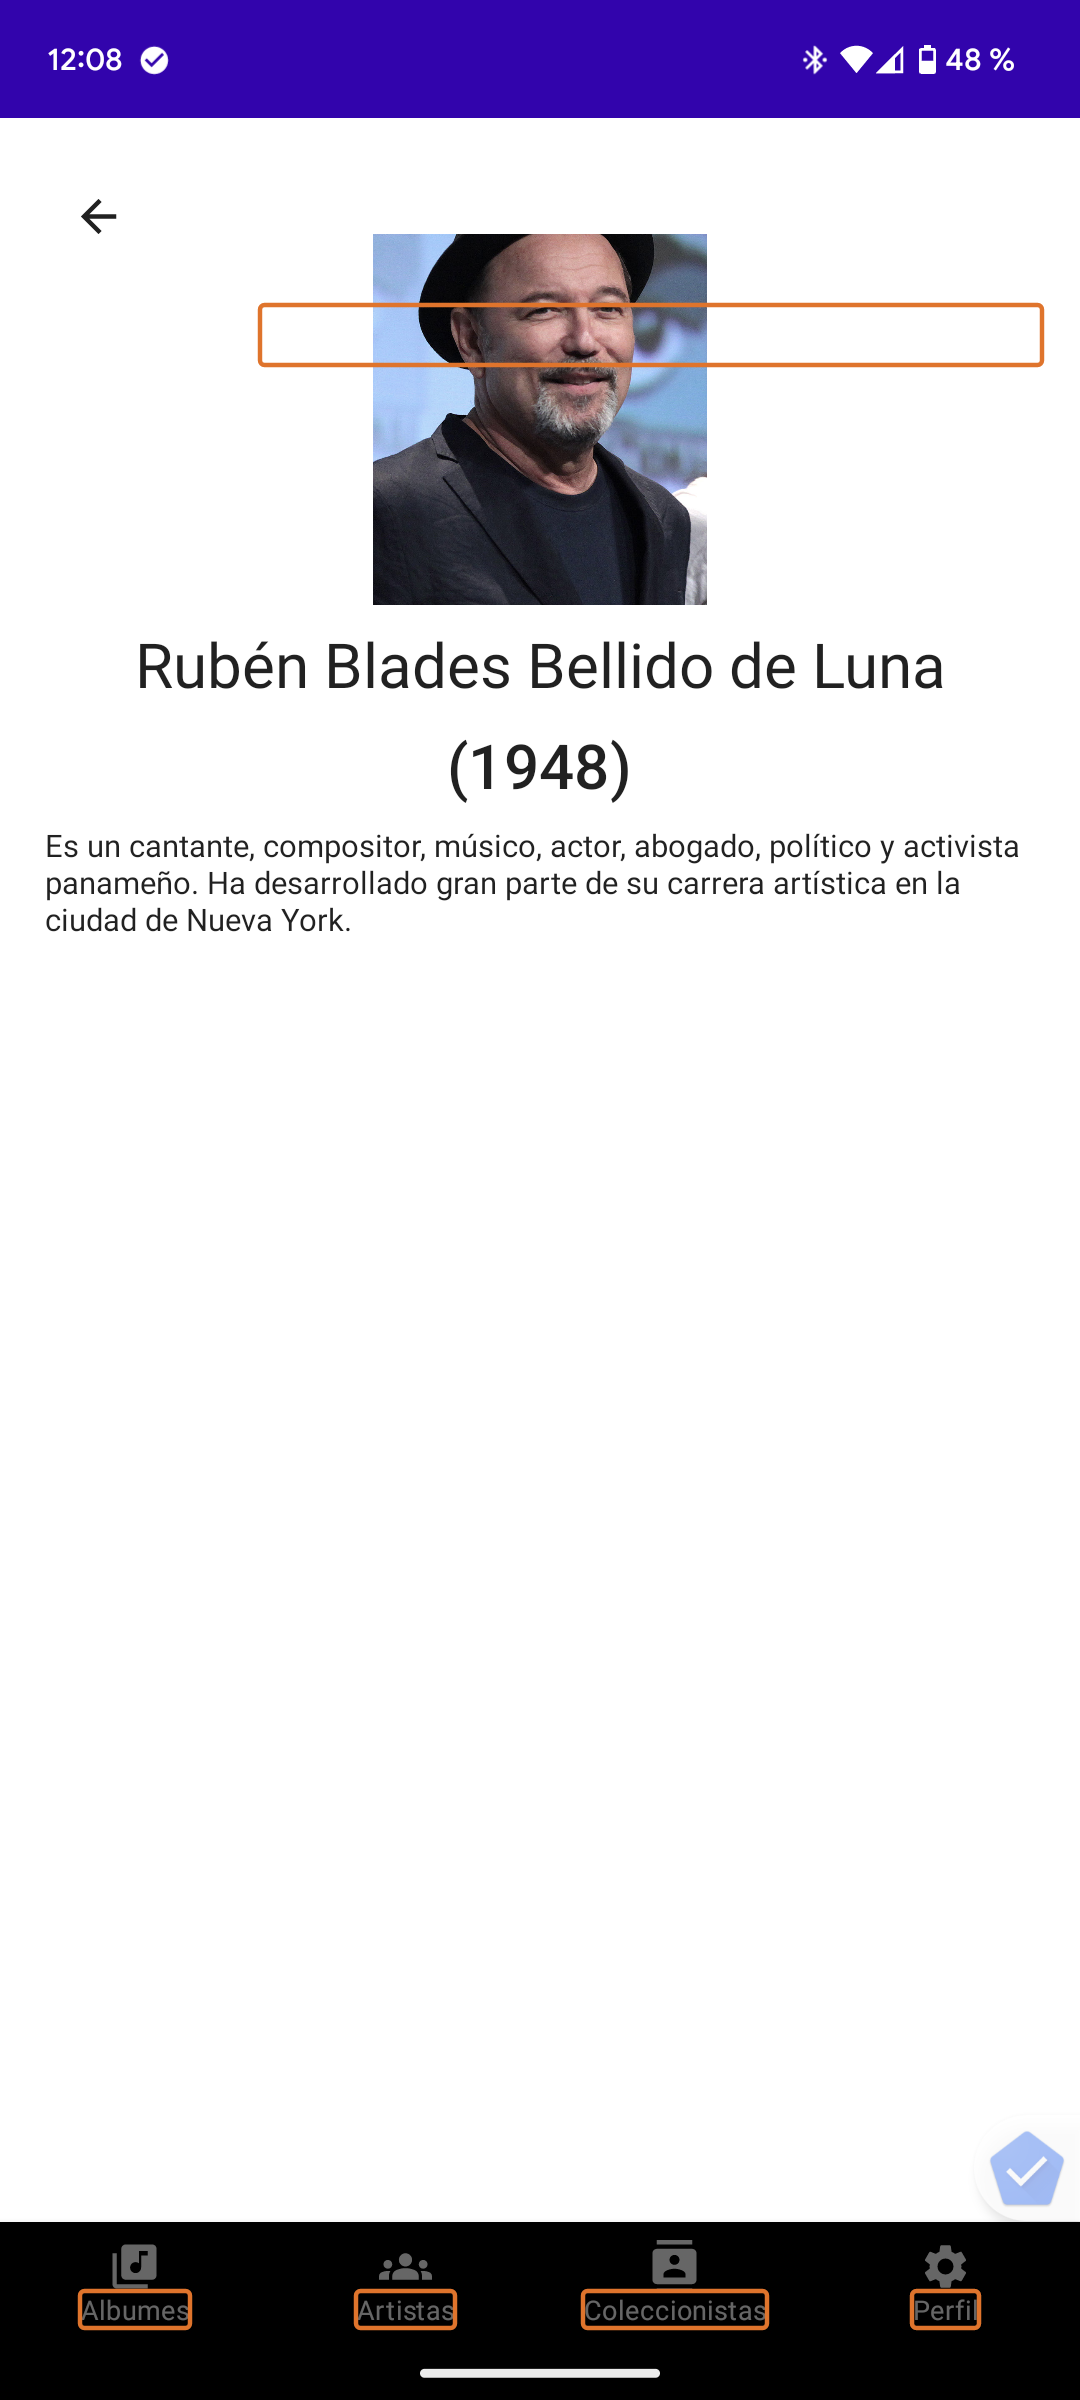 12:08 48 %
Rubén Blades Bellido de Luna
(1948)
Es un cantante, compositor, músico, actor, abogado, político y activista
panameño. Ha desarrollado gran parte de su carrera artística en la
ciudad de Nueva York.
Albumes Artistas Coleccionistas Perfil